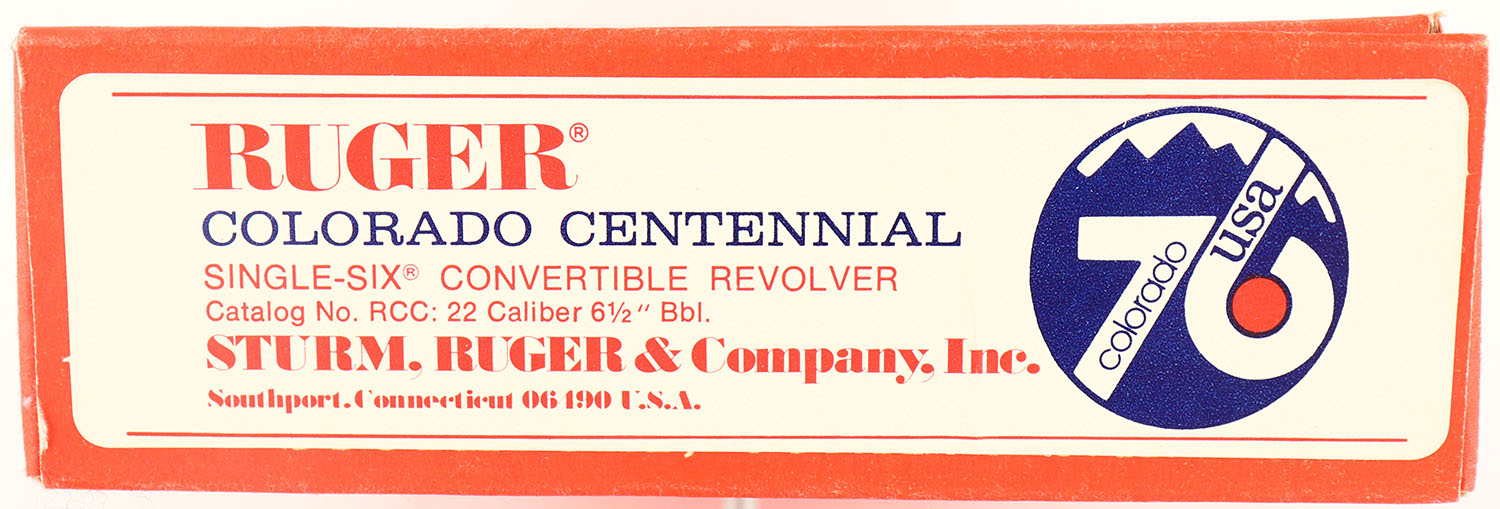 RUGER®
COLORADO CENTENNIAL
SINGLE-SIX® CONVERTIBLE REVOLVER
Catalog No. RCC: 22 Caliber 6½" Bbl.
STURM, RUGER & Company, Inc.
Southport, Connecticut 06490 U.S.A.
76
colorado
usa